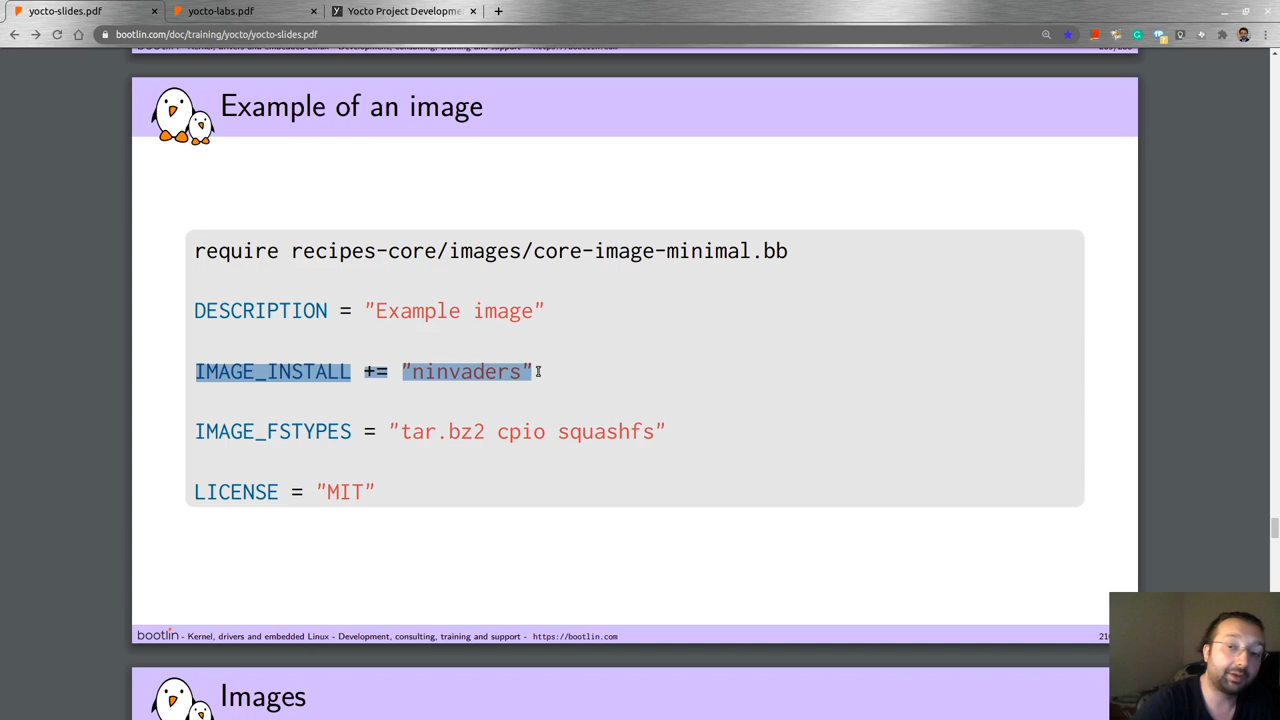 yocto-slides.pdf
yocto-labs.pdf
Yocto Project Developme
bootlin.com/doc/training/yocto/yocto-slides.pdf
Example of an image
require recipes-core/images/core-image-minimal.bb
DESCRIPTION = "Example image"
IMAGE_INSTALL += "ninvaders"
IMAGE_FSTYPES = "tar.bz2 cpio squashfs"
LICENSE = "MIT"
bootlin - Kernel, drivers and embedded Linux - Development, consulting, training and support - https://bootlin.com
Images